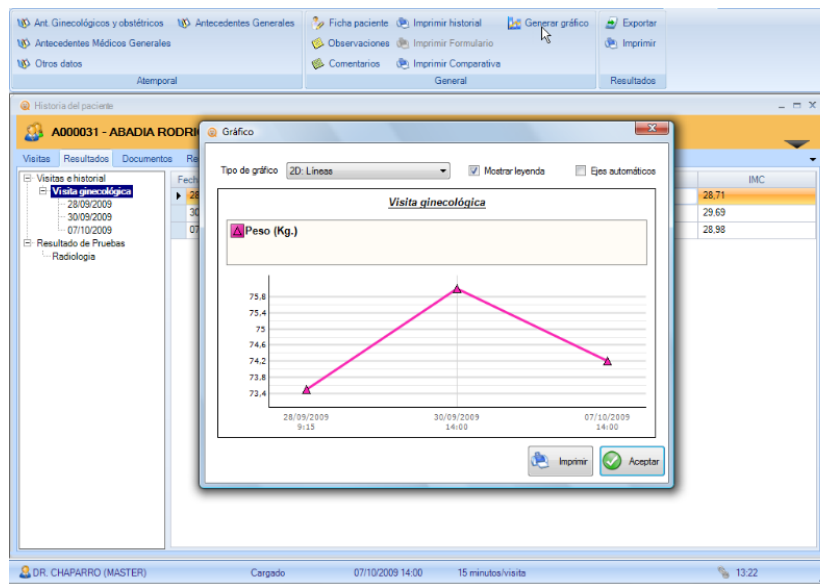 Ant. Ginecológicos y obstétricos
Antecedentes Generales
Ficha paciente
Imprimir historial
Generar gráfico
Exportar
Antecedentes Médicos Generales
Observaciones
Imprimir Formulario
Imprimir
Otros datos
Comentarios
Imprimir Comparativa
Atemporal
General
Resultados
Historia del paciente
A000031 - ABADIA RODRI
Visitas
Resultados
Documentos
Re
Visitas e historial
Visita ginecológica
28/09/2009
30/09/2009
07/10/2009
Resultado de Pruebas
Radiologia
Fech
28
30
07
IMC
28,71
29,69
28,98
Gráfico
Tipo de gráfico
2D: Líneas
Mostrar leyenda
Ejes automáticos
Visita ginecológica
Peso (Kg.)
75,8
75,4
75
74,6
74,2
73,8
73,4
28/09/2009
9:15
30/09/2009
14:00
07/10/2009
14:00
Imprimir
Aceptar
DR. CHAPARRO (MASTER)
Cargado
07/10/2009 14:00
15 minutos/visita
13:22